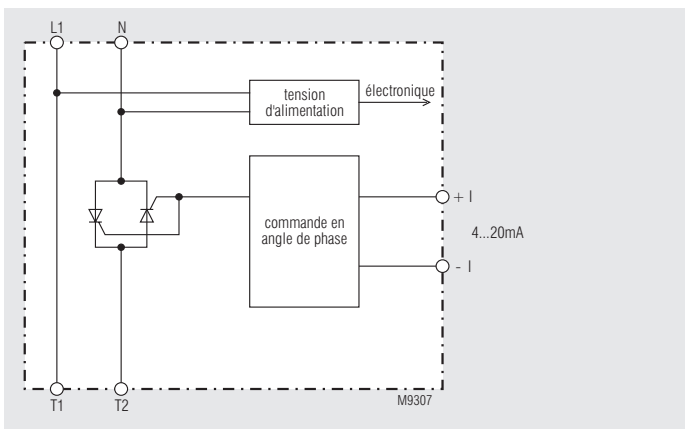 L1
N
tension
d'alimentation
électronique
commande en
angle de phase
+ I
4...20mA
- I
T1
T2
M9307